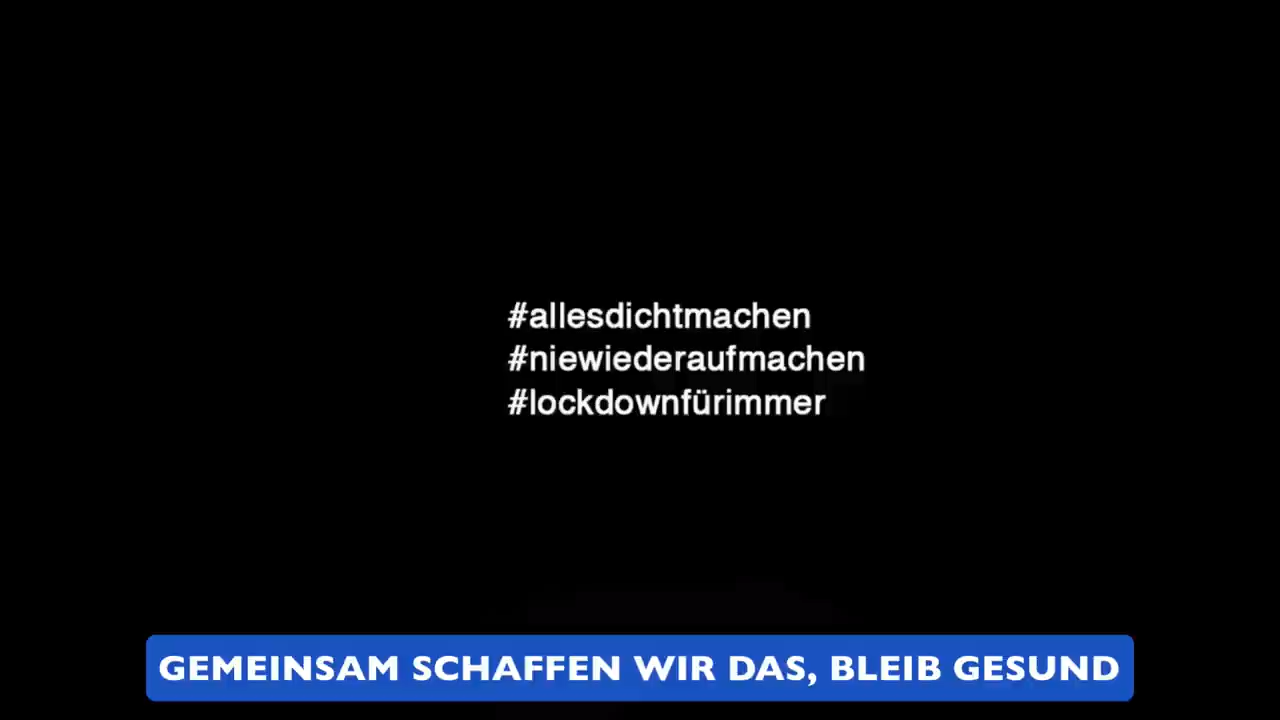 #allesdichtmachen
#niewiederaufmachen
#lockdownfürimmer
GEMEINSAM SCHAFFEN WIR DAS, BLEIB GESUND